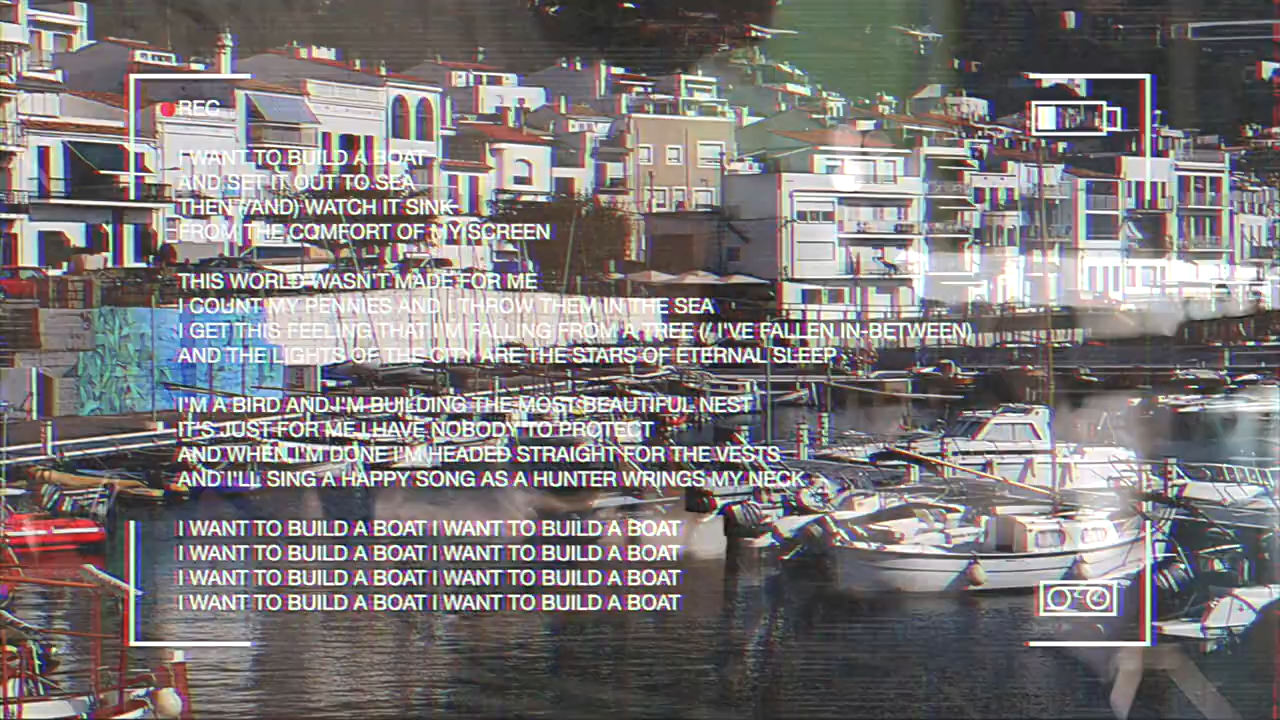 REC
I WANT TO BUILD A BOAT
AND SET IT OUT TO SEA
THEN (/AND) WATCH IT SINK
FROM THE COMFORT OF MY SCREEN
THIS WORLD WASN'T MADE FOR ME
I COUNT MY PENNIES AND I THROW THEM IN THE SEA
I GET THIS FEELING THAT I'M FALLING FROM A TREE (/ I'VE FALLEN IN-BETWEEN)
AND THE LIGHTS OF THE CITY ARE THE STARS OF ETERNAL SLEEP
I'M A BIRD AND I'M BUILDING THE MOST BEAUTIFUL NEST
IT'S JUST FOR ME I HAVE NOBODY TO PROTECT
AND WHEN I'M DONE I'M HEADED STRAIGHT FOR THE VESTS
AND I'LL SING A HAPPY SONG AS A HUNTER WRINGS MY NECK
I WANT TO BUILD A BOAT I WANT TO BUILD A BOAT
I WANT TO BUILD A BOAT I WANT TO BUILD A BOAT
I WANT TO BUILD A BOAT I WANT TO BUILD A BOAT
I WANT TO BUILD A BOAT I WANT TO BUILD A BOAT